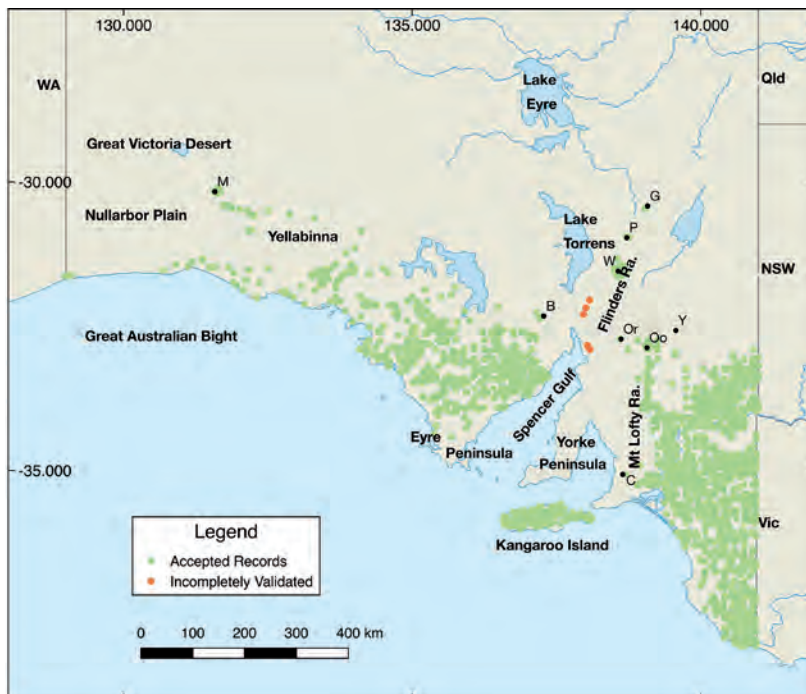 130.000
135.000
140.000
WA
Lake
Eyre
Qld
Great Victoria Desert
-30.000
M
G
Nullarbor Plain
Yellabinna
Lake
Torrens
P
W
Flinders Ra.
NSW
B
Great Australian Bight
Or
Oo
Y
Spencer Gulf
Mt Lofty Ra.
Eyre
Peninsula
Yorke
Peninsula
-35.000
C
Kangaroo Island
Vic
Legend
Accepted Records
Incompletely Validated
0 100 200 300 400 km